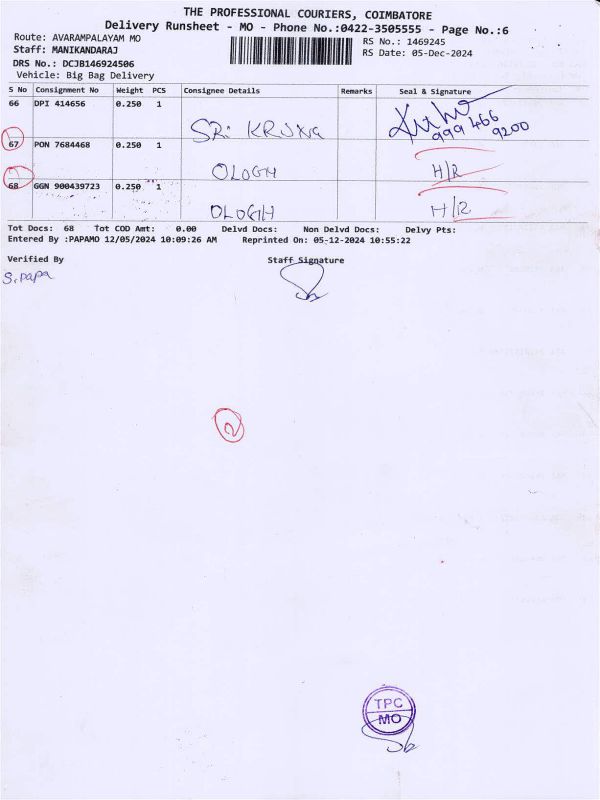 THE PROFESSIONAL COURIERS, COIMBATORE
Delivery Runsheet - MO - Phone No.:0422-3505555 - Page No.:6
Route: AVARAMPALAYAM MO
RS No.: 1469245
Staff: MANIKANDARAJ
RS Date: 05-Dec-2024
DRS No.: DCJB146924506
Vehicle: Big Bag Delivery
S No Consignment No Weight PCS Consignee Details Remarks Seal & Signature
66 DPI 414656 0.250 1
SRi 999 466 9200
67 PON 7684468 0.250 1
OLOGH H/R
68 GGN 900439723 0.250 1
OLOGH H/R
Tot Docs: 68 Tot COD Amt: 0.00 Delvd Docs: Non Delvd Docs: Delvy Pts:
Entered By :PAPAMO 12/05/2024 10:09:26 AM Reprinted On: 05-12-2024 10:55:22
Verified By Staff Signature
S.papa
2
TPC
MO